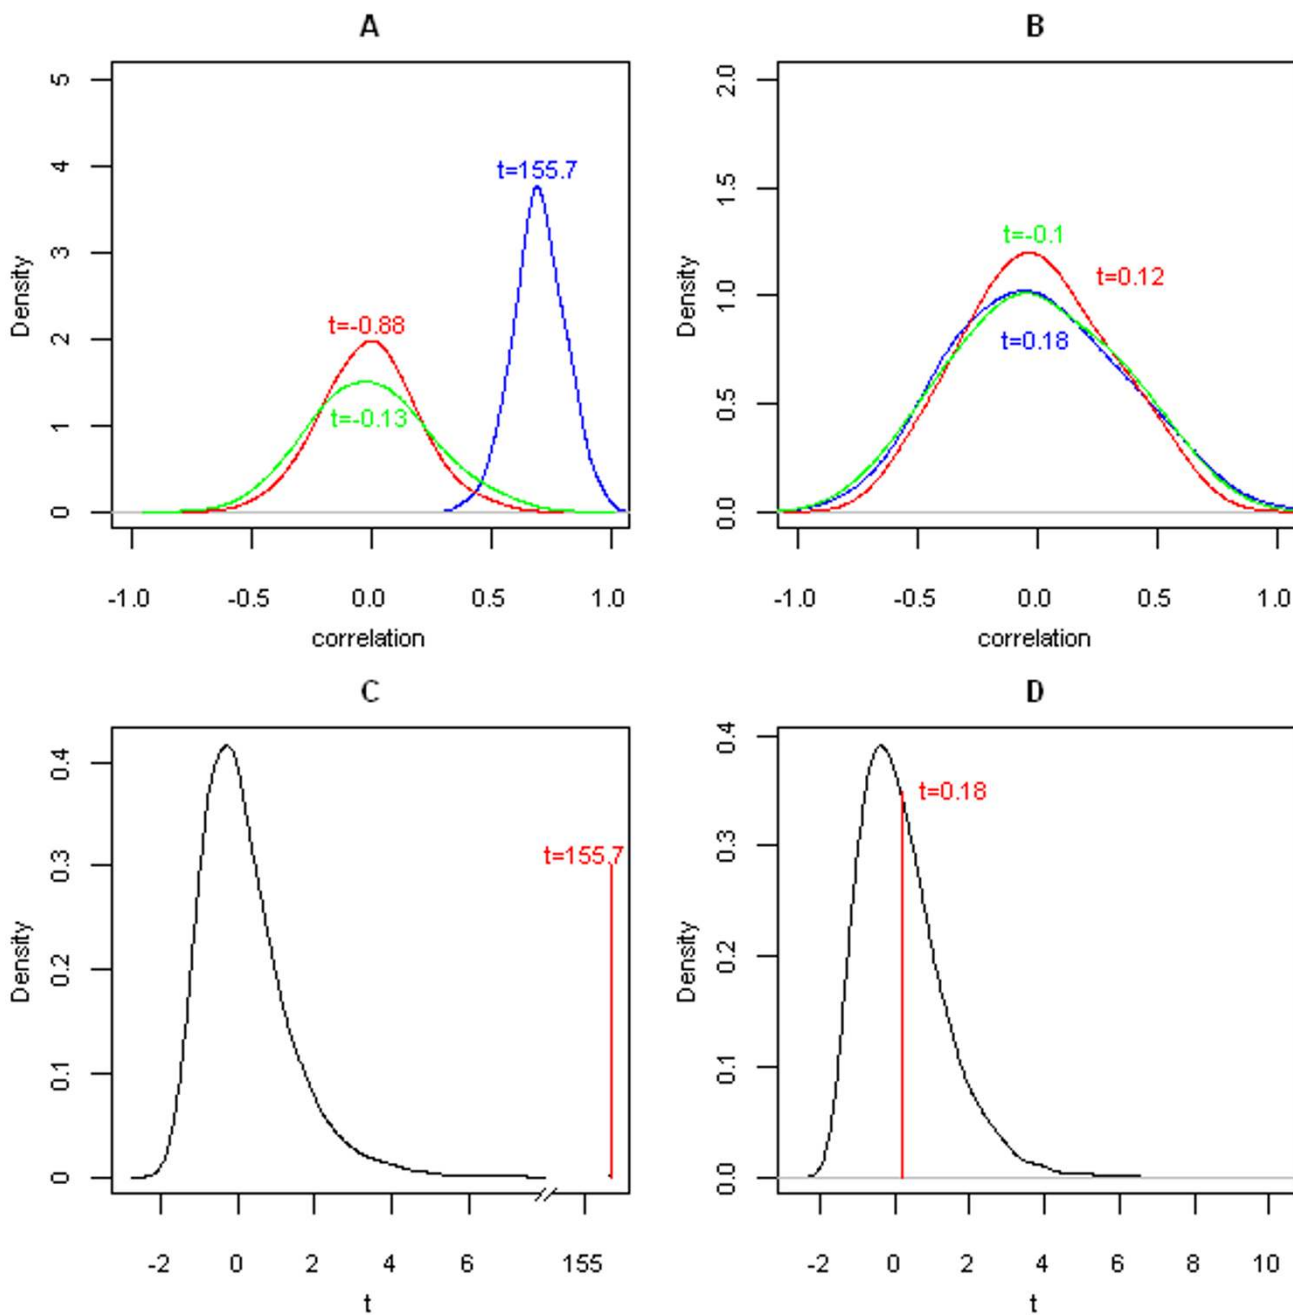 A
5
4
3
2
1
0
Density
t=155.7
t=-0.88
t=-0.13
-1.0 -0.5 0.0 0.5 1.0
correlation
B
2.0
1.5
1.0
0.5
0.0
Density
t=-0.1
t=0.12
t=0.18
-1.0 -0.5 0.0 0.5 1.0
correlation
C
0.4
0.3
0.2
0.1
0
Density
t=155.7
-2 0 2 4 6 155
t
D
0.4
0.3
0.2
0.1
0.0
Density
t=0.18
-2 0 2 4 6 8 10
t